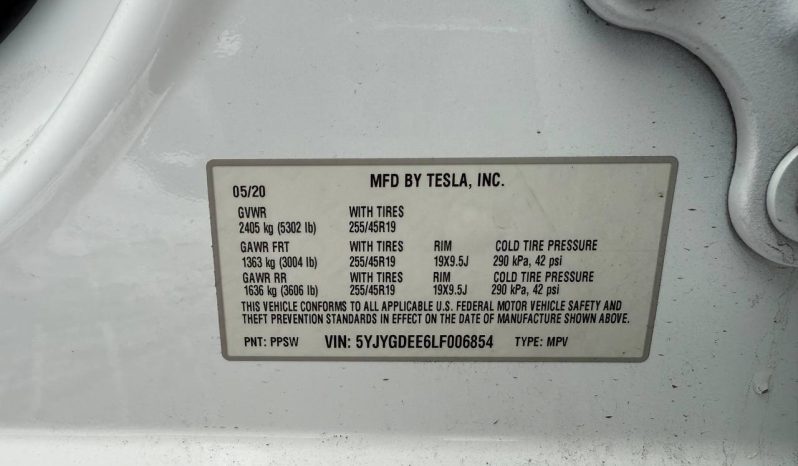 MFD BY TESLA, INC.
05/20
GVWR WITH TIRES
2405 kg (5302 lb) 255/45R19
GAWR FRT WITH TIRES RIM COLD TIRE PRESSURE
1363 kg (3004 lb) 255/45R19 19X9.5J 290 kPa, 42 psi
GAWR RR WITH TIRES RIM COLD TIRE PRESSURE
1636 kg (3606 lb) 255/45R19 19X9.5J 290 kPa, 42 psi
THIS VEHICLE CONFORMS TO ALL APPLICABLE U.S. FEDERAL MOTOR VEHICLE SAFETY AND
THEFT PREVENTION STANDARDS IN EFFECT ON THE DATE OF MANUFACTURE SHOWN ABOVE.
PNT: PPSW VIN: 5YJYGDEE6LF006854 TYPE: MPV